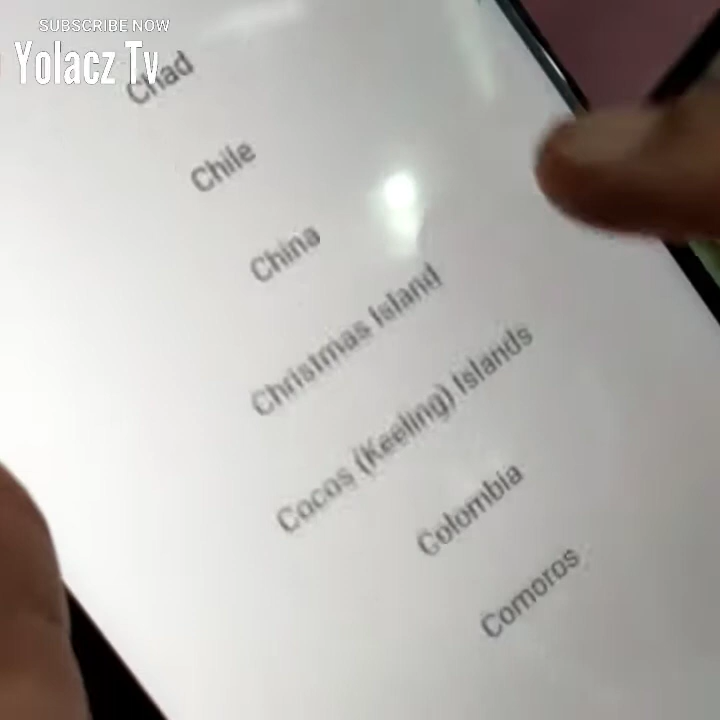 SUBSCRIBE NOW
Yolacz Tv
Chad
Chile
China
Christmas Island
Cocos (Keeling) Islands
Colombia
Comoros